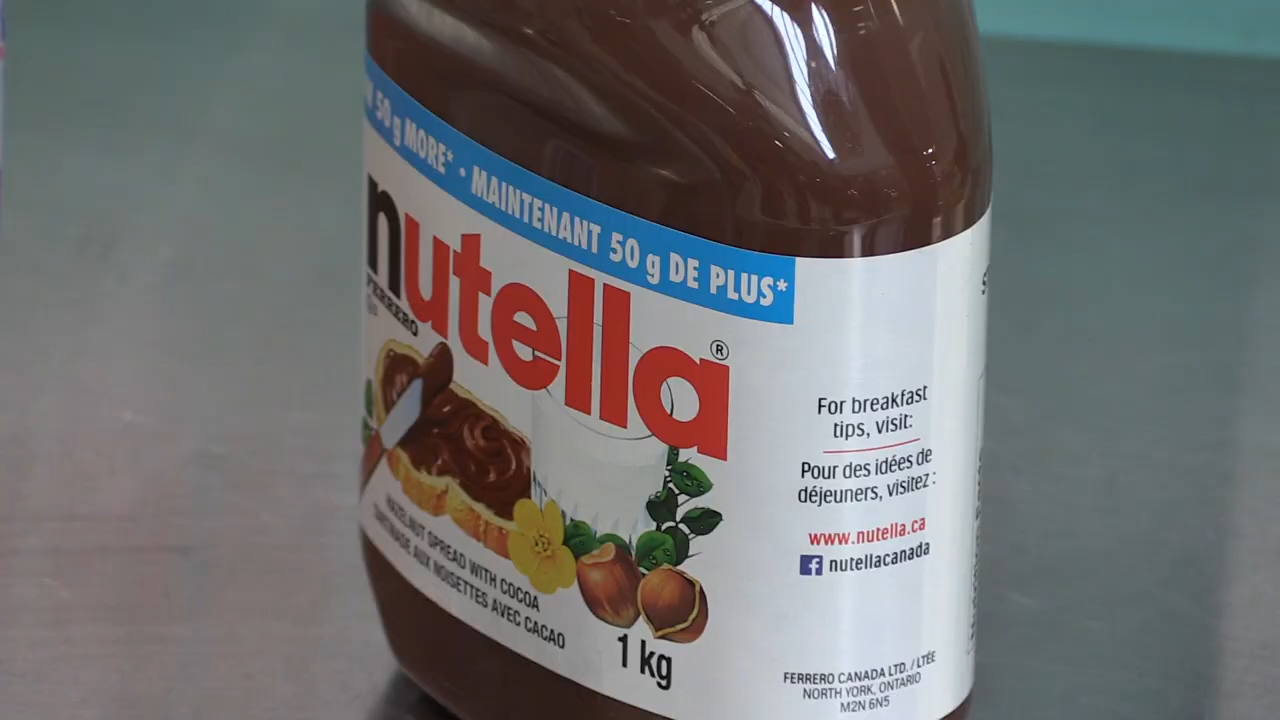 50 g MORE* • MAINTENANT 50 g DE PLUS*
nutella®
FERRERO
For breakfast
tips, visit:
Pour des idées de
déjeuners, visitez :
www.nutella.ca
nutellacanada
HAZELNUT SPREAD WITH COCOA
TARTINADE AUX NOISETTES AVEC CACAO
1 kg
FERRERO CANADA LTD. / LTÉE
NORTH YORK, ONTARIO
M2N 6N5